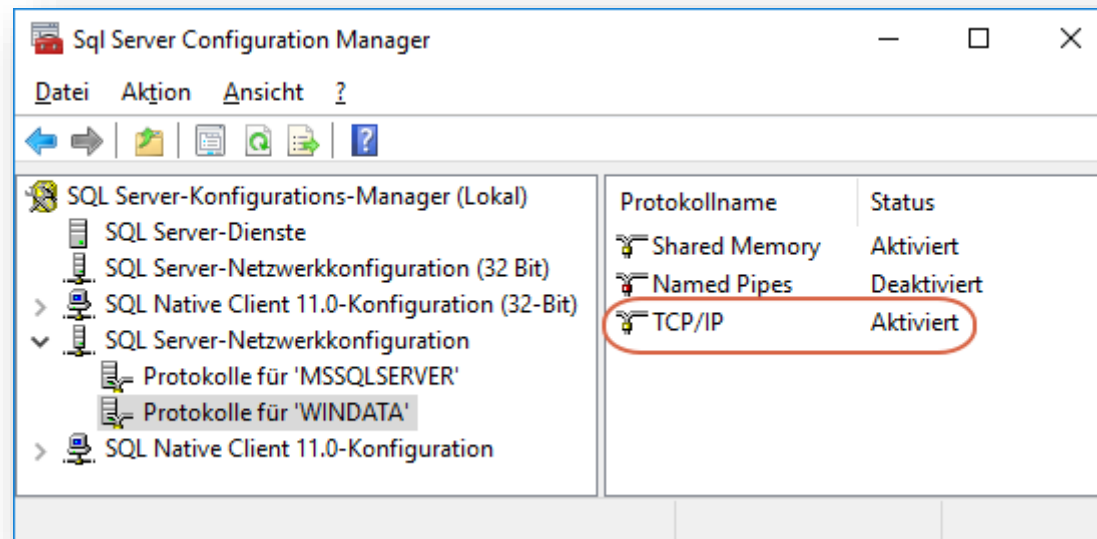 Sql Server Configuration Manager
Datei Aktion Ansicht ?
SQL Server-Konfigurations-Manager (Lokal)
SQL Server-Dienste
SQL Server-Netzwerkkonfiguration (32 Bit)
SQL Native Client 11.0-Konfiguration (32-Bit)
SQL Server-Netzwerkkonfiguration
Protokolle für 'MSSQLSERVER'
Protokolle für 'WINDATA'
SQL Native Client 11.0-Konfiguration
Protokollname Status
Shared Memory Aktiviert
Named Pipes Deaktiviert
TCP/IP Aktiviert